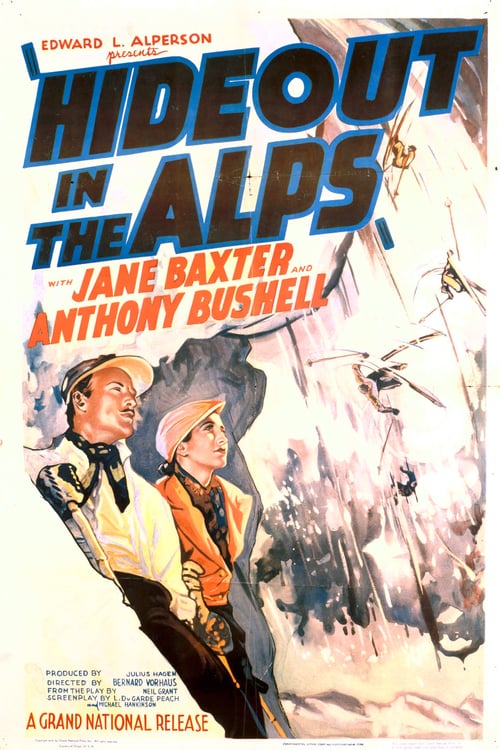 EDWARD L. ALPERSON
presents
"HIDEOUT
IN
THE ALPS"
WITH JANE BAXTER AND
ANTHONY BUSHELL
PRODUCED BY JULIUS HAGEN
DIRECTED BY BERNARD VORHAUS
FROM THE PLAY BY NEIL GRANT
SCREENPLAY BY L. DU GARDE PEACH
and MICHAEL HANKINSON
A GRAND NATIONAL RELEASE